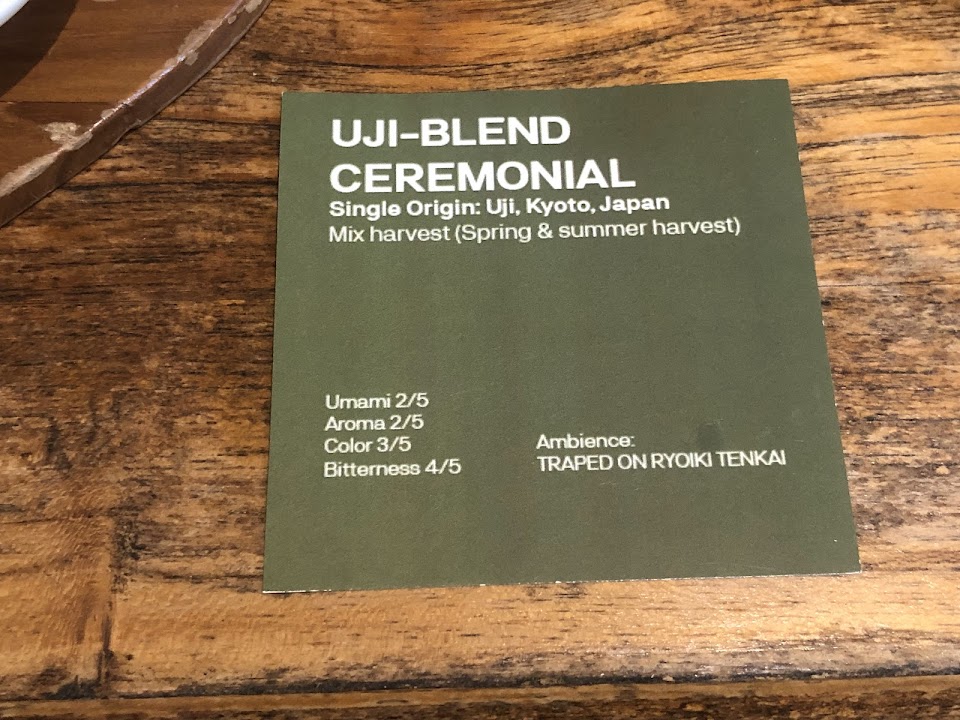 UJI-BLEND
CEREMONIAL
Single Origin: Uji, Kyoto, Japan
Mix harvest (Spring & summer harvest)
Umami 2/5
Aroma 2/5
Color 3/5
Bitterness 4/5
Ambience:
TRAPED ON RYOIKI TENKAI